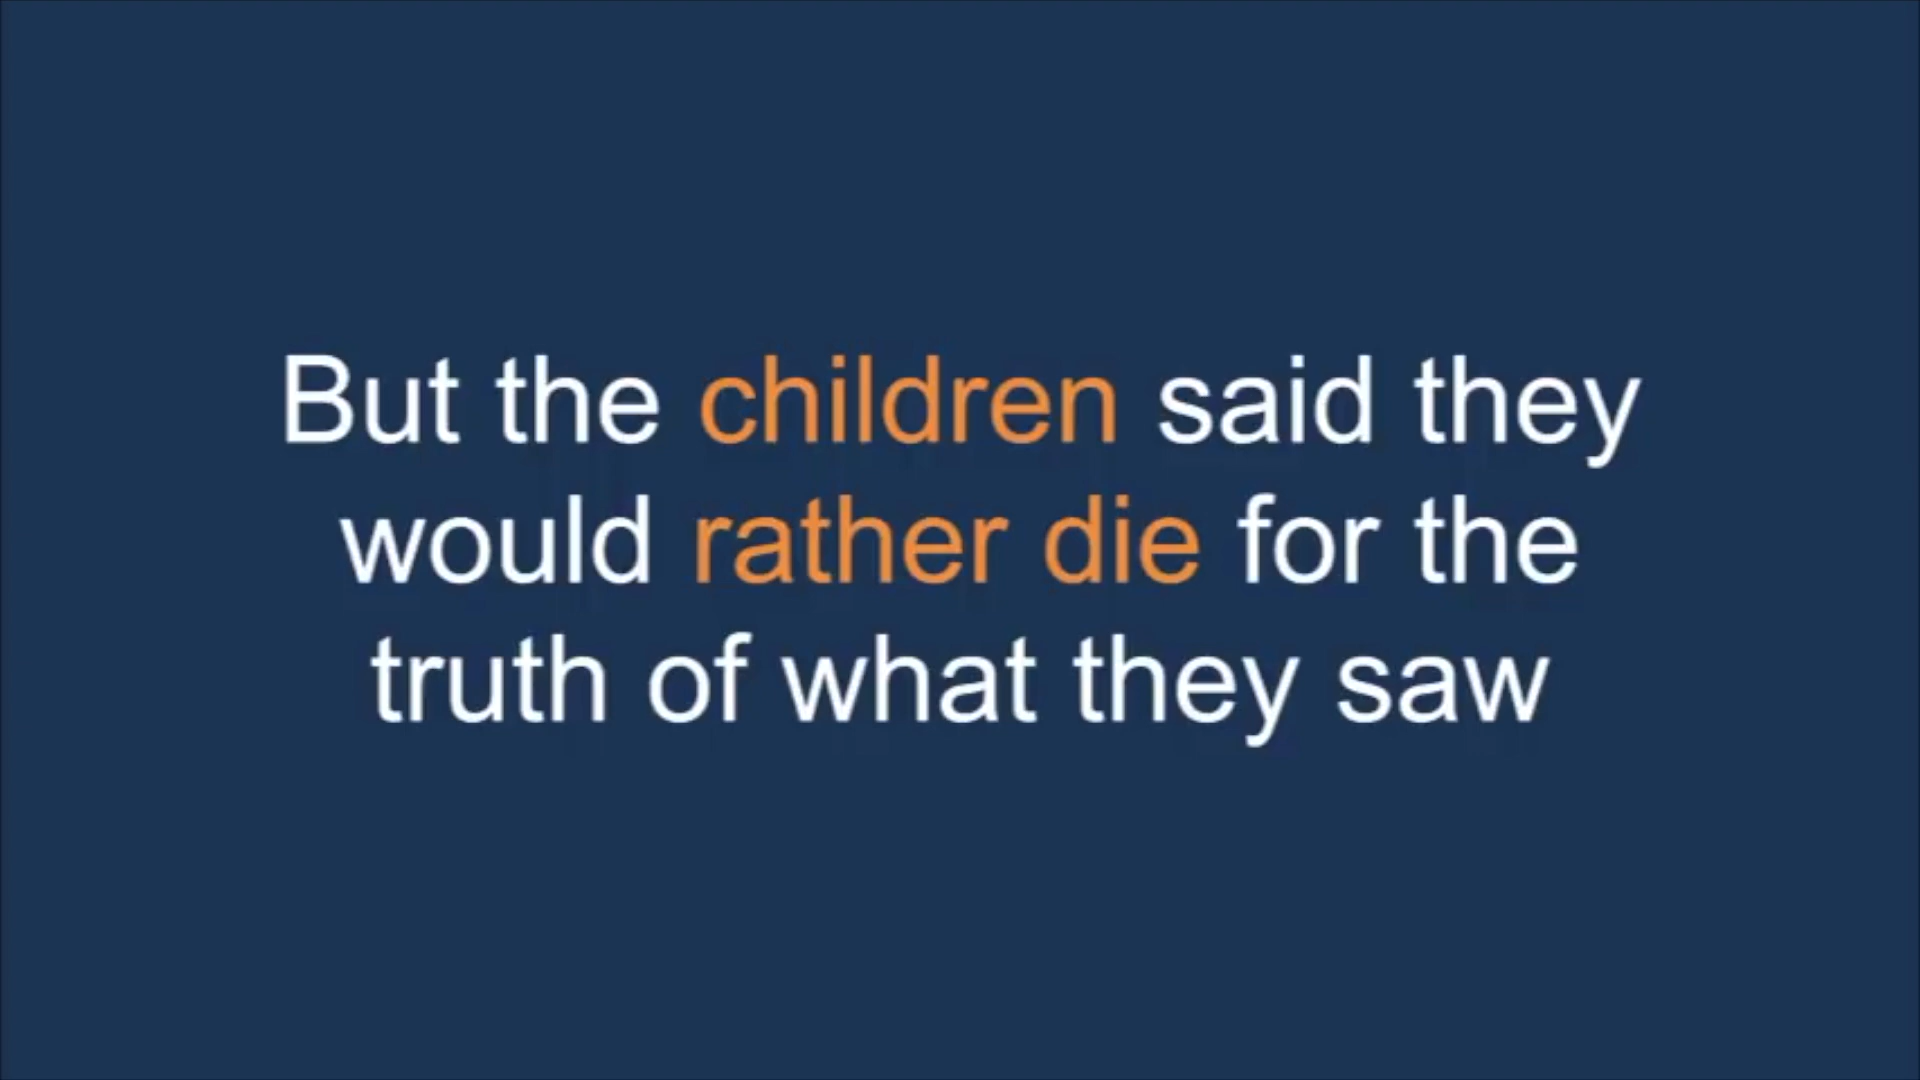 But the children said they
would rather die for the
truth of what they saw